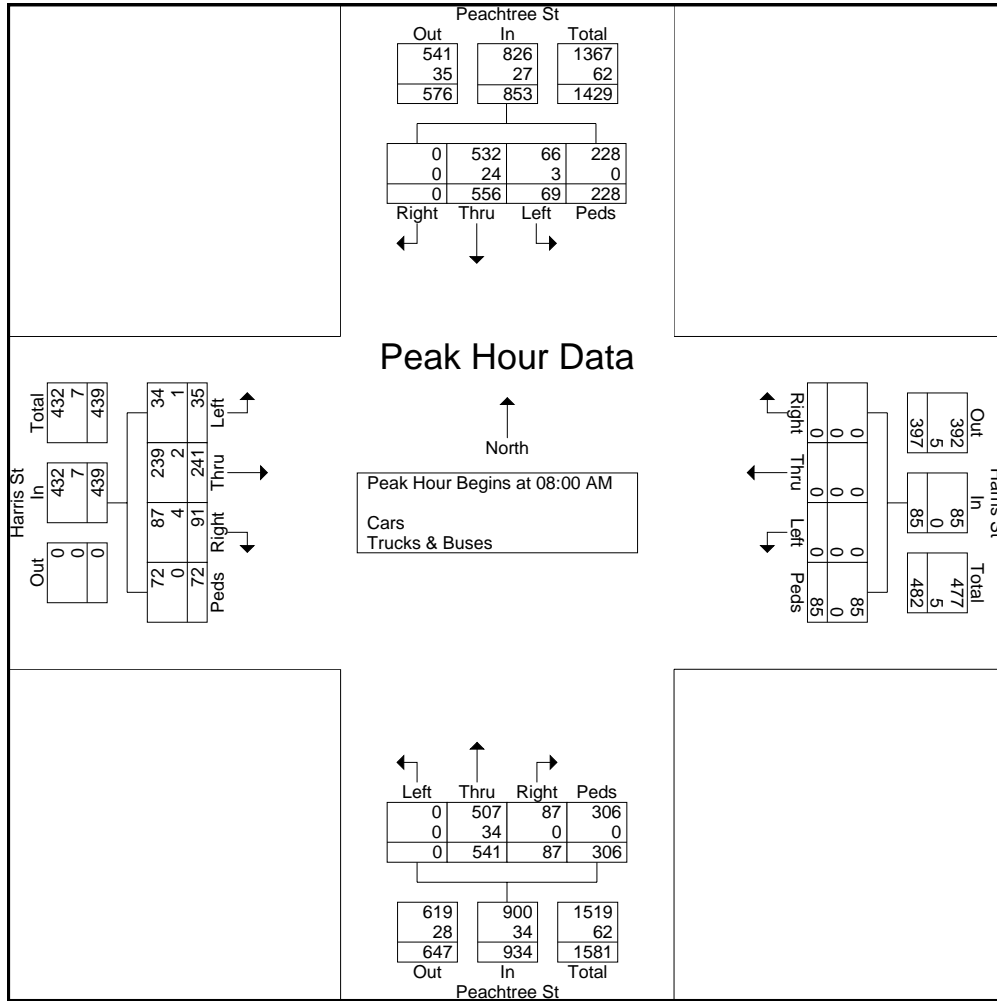 Peachtree St
Out In Total
541 826 1367
35 27 62
576 853 1429
0 532 66 228
0 24 3 0
0 556 69 228
Right Thru Left Peds
Peak Hour Data
North
Peak Hour Begins at 08:00 AM
Cars
Trucks & Buses
Harris St
Total In Out
432 432 0
7 7 0
439 439 0
34 239 87 72
1 2 4 0
35 241 91 72
Left Thru Right Peds
Harris St
Out In Total
392 85 477
5 0 5
397 85 482
0 0 0 85
0 0 0 0
0 0 0 85
Right Thru Left Peds
Left Thru Right Peds
0 507 87 306
0 34 0 0
0 541 87 306
619 900 1519
28 34 62
647 934 1581
Out In Total
Peachtree St